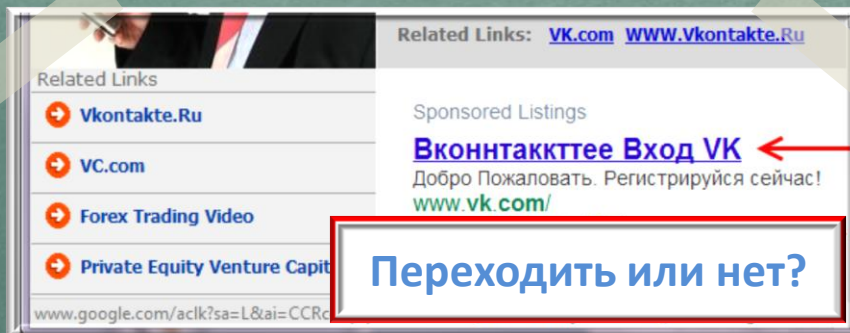 Related Links: VK.com WWW.Vkontakte.Ru
Related Links
Vkontakte.Ru
VC.com
Forex Trading Video
Private Equity Venture Capit
Sponsored Listings
Вконнтаккттее Вход VK
Добро Пожаловать. Регистрируйся сейчас!
www.vk.com/
Переходить или нет?
www.google.com/aclk?sa=L&ai=CCRc